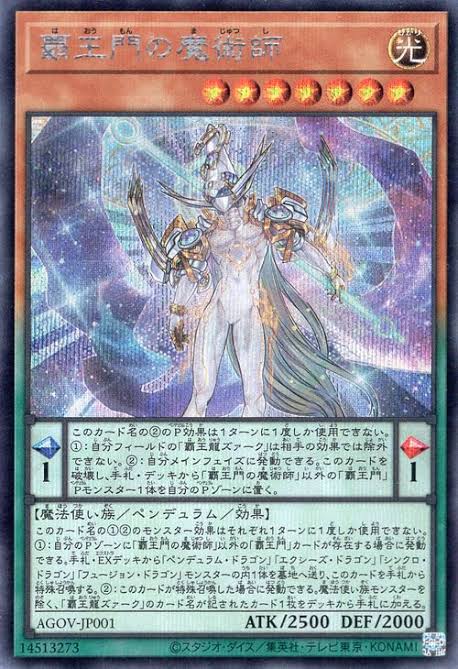 覇王門の魔術師
光
1
このカード名の②のP効果は1ターンに1度しか使用できない。
①：自分フィールドの「覇王龍ズァーク」は相手の効果では除外
できない。②：自分メインフェイズに発動できる。このカードを
破壊し、手札・デッキから「覇王門の魔術師」以外の「覇王門」
Pモンスター1体を自分のPゾーンに置く。
1
【魔法使い族／ペンデュラム／効果】
このカード名の①②のモンスター効果はそれぞれ1ターンに1度しか使用できない。
①：自分のPゾーンに「覇王門の魔術師」以外の「覇王門」カードが存在する場合に発動
できる。手札・EXデッキから「ペンデュラム・ドラゴン」「エクシーズ・ドラゴン」「シンクロ・
ドラゴン」「フュージョン・ドラゴン」モンスターの内1体を墓地へ送り、このカードを手札から
特殊召喚する。②：このカードが特殊召喚した場合に発動できる。魔法使い族モンスターを
除く、「覇王龍ズァーク」のカード名が記されたカード1枚をデッキから手札に加える。
AGOV-JP001
ATK/2500 DEF/2000
14513273
©スタジオ・ダイス／集英社・テレビ東京・KONAMI